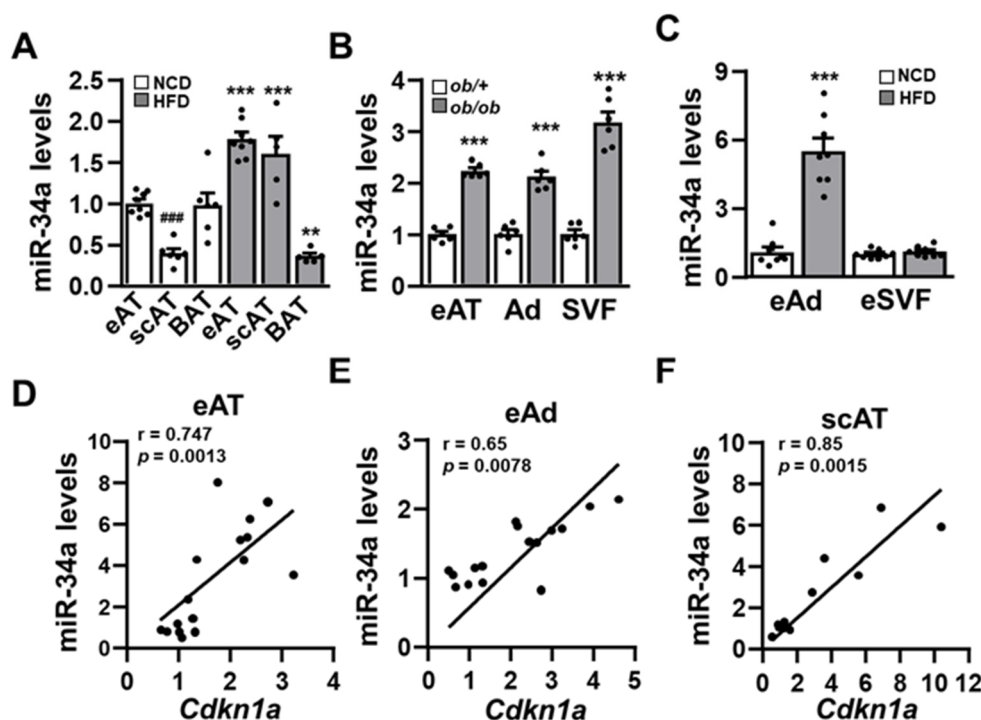 A
miR-34a levels
2.5
2.0
1.5
1.0
0.5
0.0
NCD
HFD
###
***
***
**
eAT
scAT
BAT
eAT
scAT
BAT
B
miR-34a levels
4
3
2
1
0
ob/+
ob/ob
***
***
***
eAT
Ad
SVF
C
miR-34a levels
9
6
3
0
***
NCD
HFD
eAd
eSVF
D
eAT
r = 0.747
p = 0.0013
miR-34a levels
10
8
6
4
2
0
0 1 2 3 4
Cdkn1a
E
eAd
r = 0.65
p = 0.0078
miR-34a levels
3
2
1
0
0 1 2 3 4 5
Cdkn1a
F
scAT
r = 0.85
p = 0.0015
miR-34a levels
10
8
6
4
2
0
0 2 4 6 8 10 12
Cdkn1a